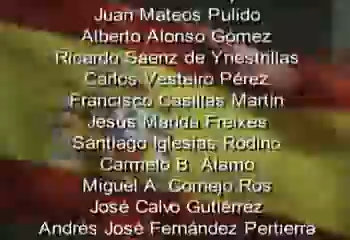 Juan Mateos Pulido
Alberto Alonso Gómez
Ricardo Sáenz de Ynestrillas
Carlos Vesteiro Pérez
Francisco Casillas Martín
Jesús Marida Freixes
Santiago Iglesias Rodino
Carmelo B. Álamo
Miguel A. Cornejo Ros
José Calvo Gutiérrez
Andrés José Fernández Pertierra